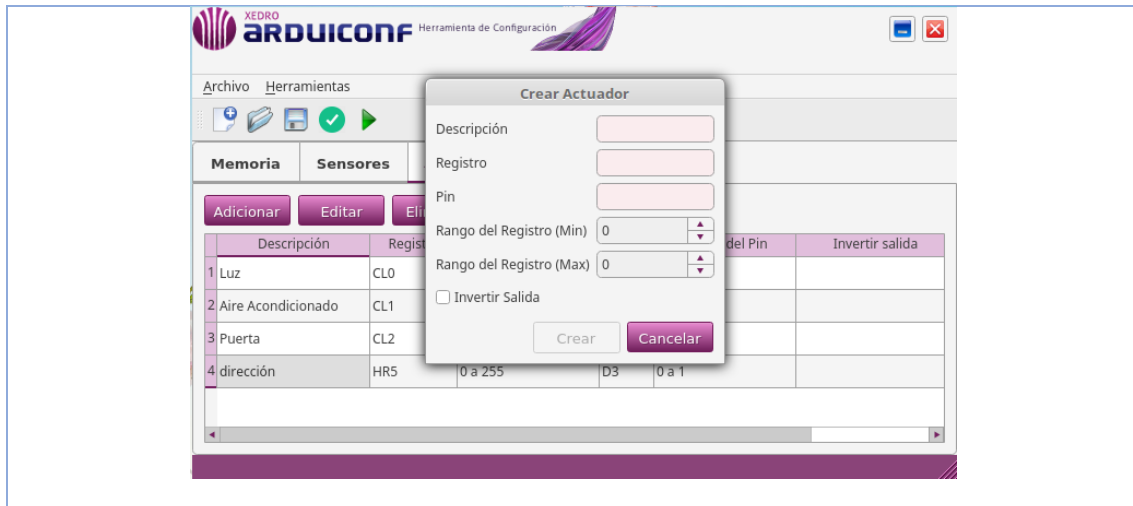 XEDRO
ARDUICONF Herramienta de Configuración
Archivo Herramientas
Crear Actuador
Descripción
Registro
Pin
Rango del Registro (Min) 0
Rango del Registro (Max) 0
Invertir Salida
Crear Cancelar
Memoria Sensores
Adicionar Editar Eli
Descripción Regist del Pin Invertir salida
1 Luz CL0
2 Aire Acondicionado CL1
3 Puerta CL2
4 dirección HR5 0 a 255 D3 0 a 1